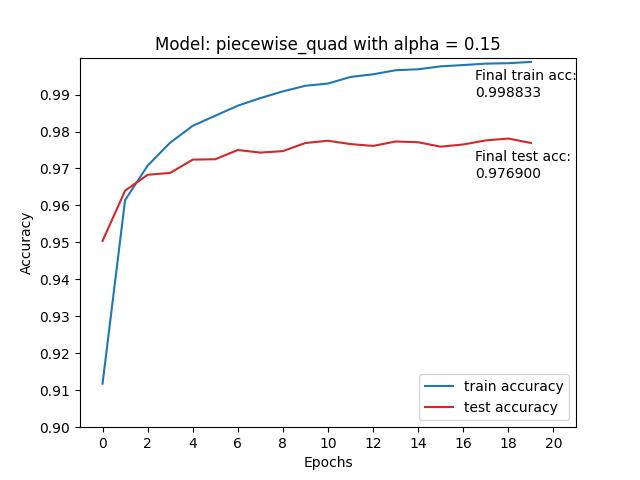 Model: piecewise_quad with alpha = 0.15
Final train acc:
0.998833
Final test acc:
0.976900
0.99
0.98
0.97
0.96
0.95
0.94
0.93
0.92
0.91
0.90
Accuracy
train accuracy
test accuracy
0 2 4 6 8 10 12 14 16 18 20
Epochs